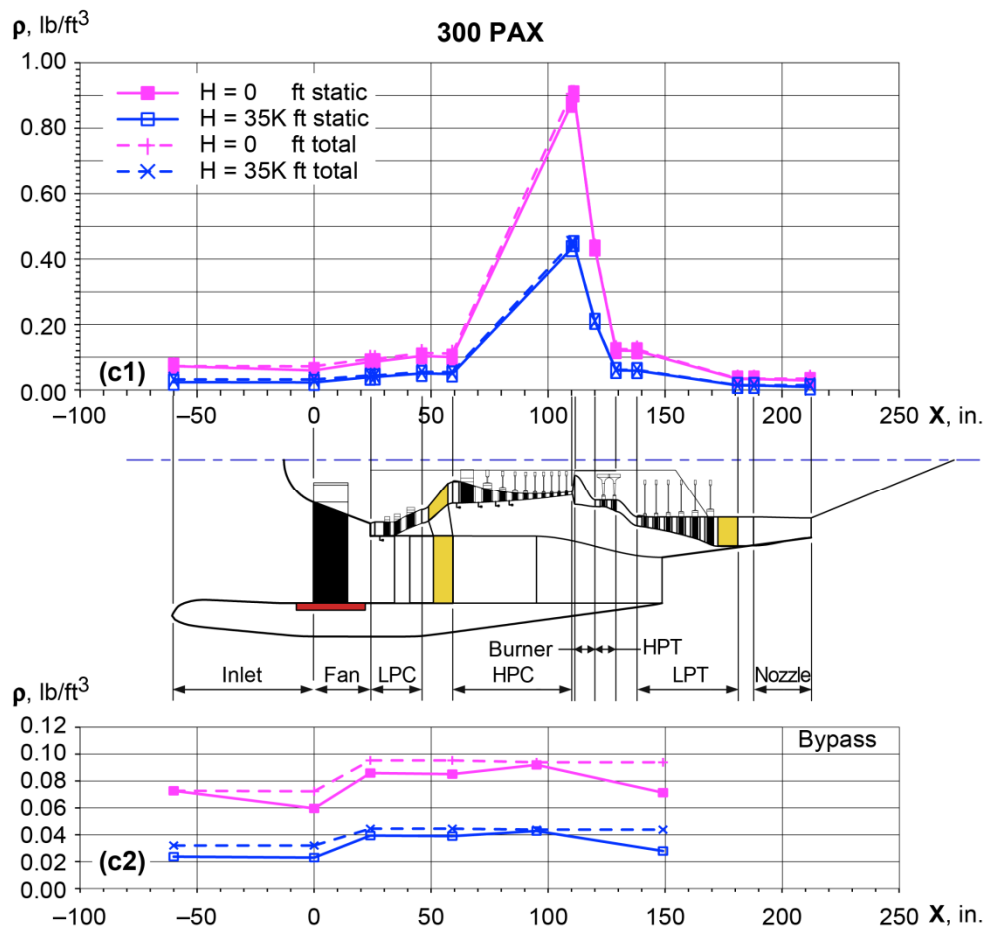 ρ, lb/ft³
300 PAX
1.00
0.80
0.60
0.40
0.20
0.00
H = 0 ft static
H = 35K ft static
H = 0 ft total
H = 35K ft total
(c1)
−100 −50 0 50 100 150 200 250 X, in.
Burner HPT
Inlet Fan LPC HPC LPT Nozzle
ρ, lb/ft³
0.12
0.10
0.08
0.06
0.04
0.02
0.00
Bypass
(c2)
−100 −50 0 50 100 150 200 250 X, in.